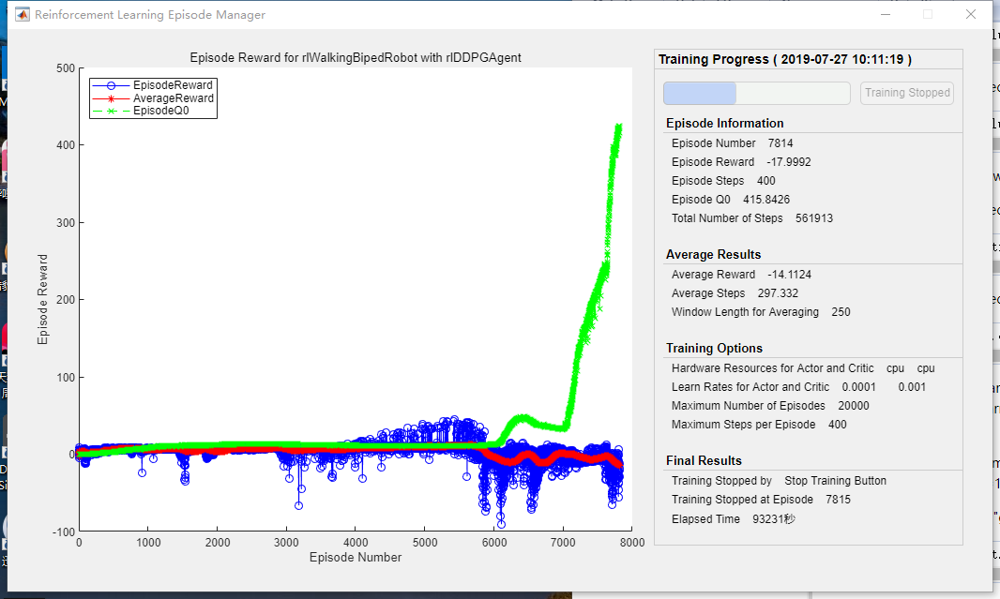 Reinforcement Learning Episode Manager
Episode Reward for rlWalkingBipedRobot with rlDDPGAgent
500
400
300
200
100
0
-100
Episode Reward
EpisodeReward
AverageReward
EpisodeQ0
0 1000 2000 3000 4000 5000 6000 7000 8000
Episode Number
Training Progress ( 2019-07-27 10:11:19 )
Training Stopped
Episode Information
Episode Number 7814
Episode Reward -17.9992
Episode Steps 400
Episode Q0 415.8426
Total Number of Steps 561913
Average Results
Average Reward -14.1124
Average Steps 297.332
Window Length for Averaging 250
Training Options
Hardware Resources for Actor and Critic cpu cpu
Learn Rates for Actor and Critic 0.0001 0.001
Maximum Number of Episodes 20000
Maximum Steps per Episode 400
Final Results
Training Stopped by Stop Training Button
Training Stopped at Episode 7815
Elapsed Time 93231秒